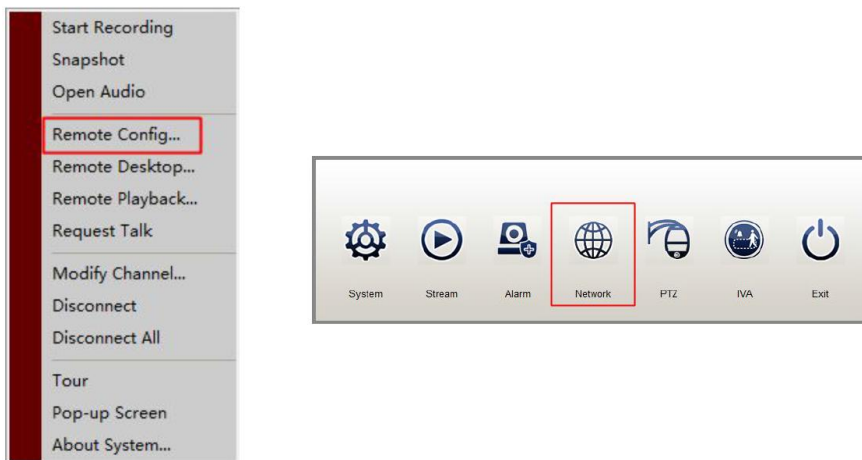 Start Recording
Snapshot
Open Audio
Remote Config...
Remote Desktop...
Remote Playback...
Request Talk
Modify Channel...
Disconnect
Disconnect All
Tour
Pop-up Screen
About System...
System Stream Alarm Network PTZ IVA Exit